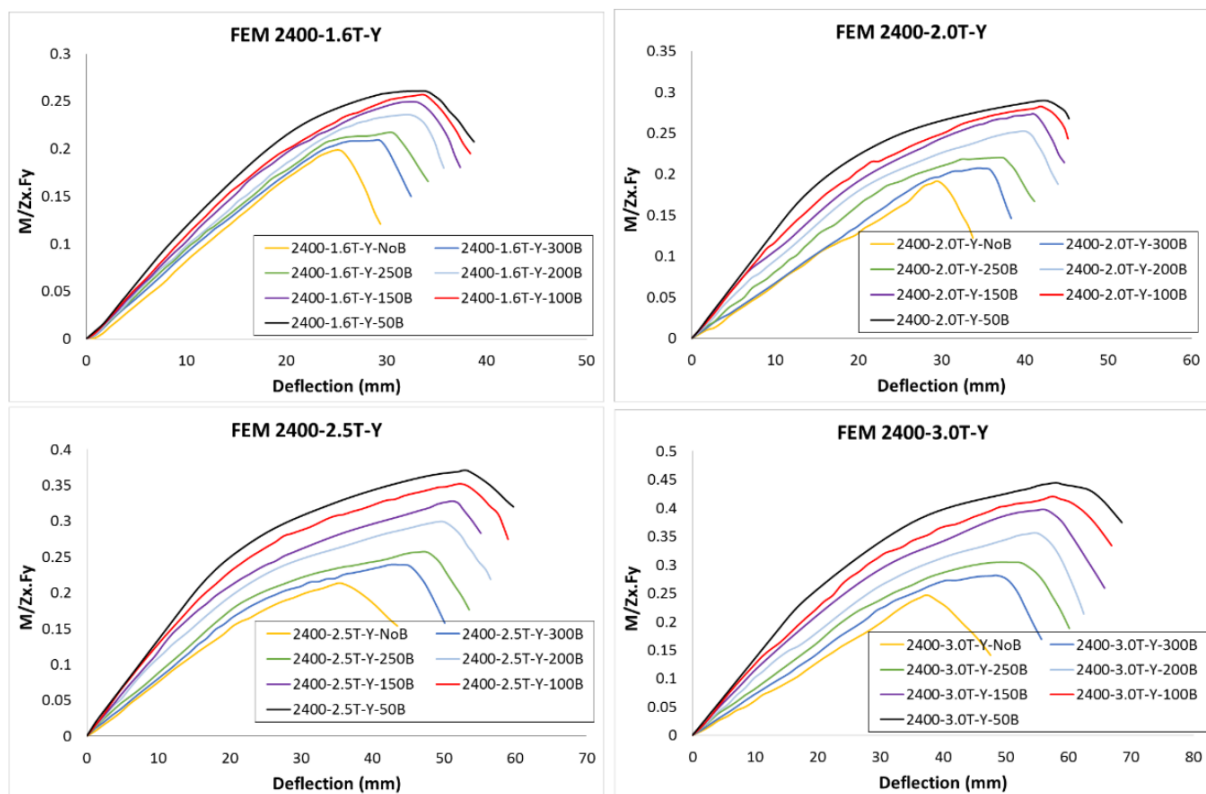 FEM 2400-1.6T-Y
M/Zx.Fy
0.3
0.25
0.2
0.15
0.1
0.05
0
2400-1.6T-Y-NoB 2400-1.6T-Y-300B
2400-1.6T-Y-250B 2400-1.6T-Y-200B
2400-1.6T-Y-150B 2400-1.6T-Y-100B
2400-1.6T-Y-50B
0 10 20 30 40 50
Deflection (mm)
FEM 2400-2.0T-Y
M/Zx.Fy
0.35
0.3
0.25
0.2
0.15
0.1
0.05
0
2400-2.0T-Y-NoB 2400-2.0T-Y-300B
2400-2.0T-Y-250B 2400-2.0T-Y-200B
2400-2.0T-Y-150B 2400-2.0T-Y-100B
2400-2.0T-Y-50B
0 10 20 30 40 50 60
Deflection (mm)
FEM 2400-2.5T-Y
M/Zx.Fy
0.4
0.35
0.3
0.25
0.2
0.15
0.1
0.05
0
2400-2.5T-Y-NoB 2400-2.5T-Y-300B
2400-2.5T-Y-250B 2400-2.5T-Y-200B
2400-2.5T-Y-150B 2400-2.5T-Y-100B
2400-2.5T-Y-50B
0 10 20 30 40 50 60 70
Deflection (mm)
FEM 2400-3.0T-Y
M/Zx.Fy
0.5
0.45
0.4
0.35
0.3
0.25
0.2
0.15
0.1
0.05
0
2400-3.0T-Y-NoB 2400-3.0T-Y-300B
2400-3.0T-Y-250B 2400-3.0T-Y-200B
2400-3.0T-Y-150B 2400-3.0T-Y-100B
2400-3.0T-Y-50B
0 10 20 30 40 50 60 70 80
Deflection (mm)